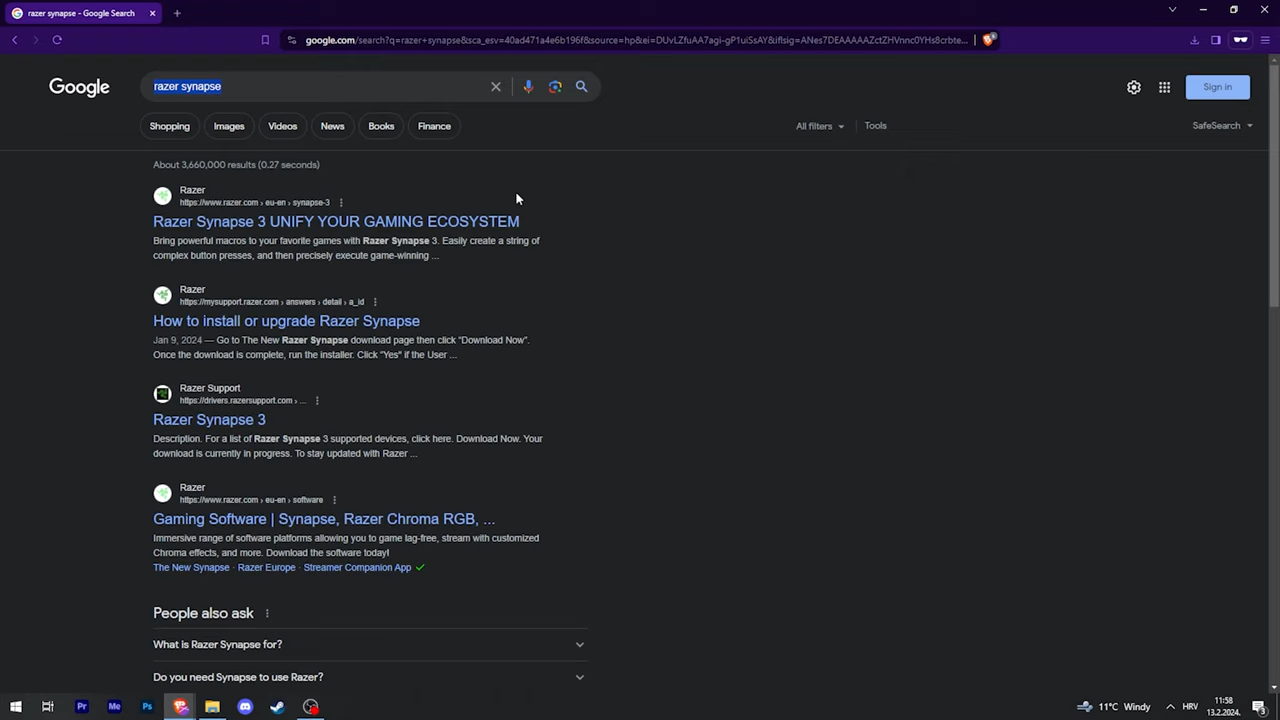 razer synapse - Google Search
google.com/search?q=razer+synapse&sca_esv=40ad471a4e6b196f&source=hp&ei=DUvLZfuAA7agi-gP1uiSsAY&iflsig=ANes7DEAAAAAZctZHVnnc0YHs8crbte...
Google
razer synapse
Sign in
Shopping
Images
Videos
News
Books
Finance
All filters
Tools
SafeSearch
About 3,660,000 results (0.27 seconds)
Razer
https://www.razer.com › eu-en › synapse-3
Razer Synapse 3 UNIFY YOUR GAMING ECOSYSTEM
Bring powerful macros to your favorite games with Razer Synapse 3. Easily create a string of
complex button presses, and then precisely execute game-winning ...
Razer
https://mysupport.razer.com › answers › detail › a_id
How to install or upgrade Razer Synapse
Jan 9, 2024 — Go to The New Razer Synapse download page then click "Download Now".
Once the download is complete, run the installer. Click "Yes" if the User ...
Razer Support
https://drivers.razersupport.com › ...
Razer Synapse 3
Description. For a list of Razer Synapse 3 supported devices, click here. Download Now. Your
download is currently in progress. To stay updated with Razer ...
Razer
https://www.razer.com › eu-en › software
Gaming Software | Synapse, Razer Chroma RGB, ...
Immersive range of software platforms allowing you to game lag-free, stream with customized
Chroma effects, and more. Download the software today!
The New Synapse · Razer Europe · Streamer Companion App
People also ask
What is Razer Synapse for?
Do you need Synapse to use Razer?
Pr
Me
Ps
11°C Windy
HRV
11:58
13.2.2024.
3